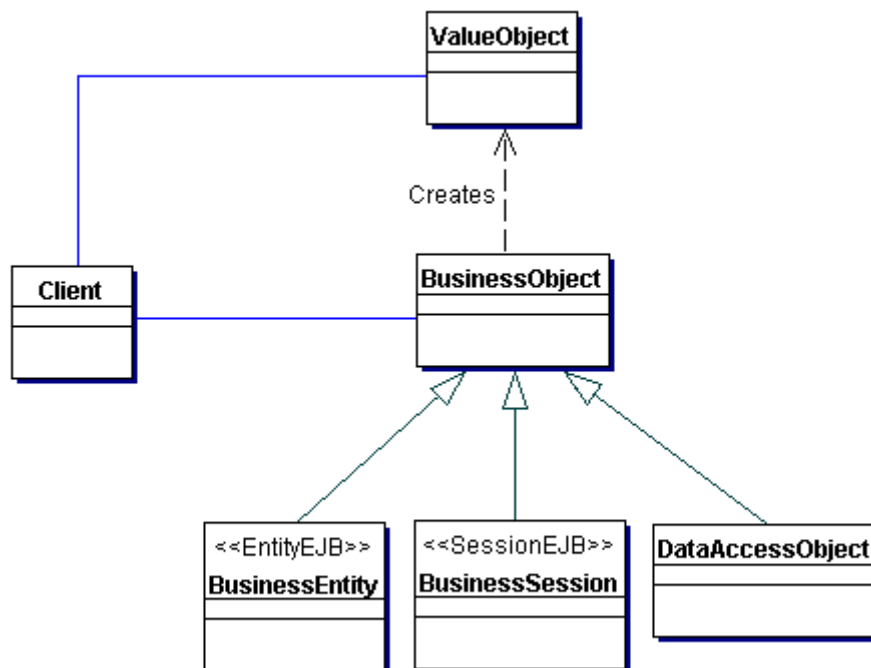 ValueObject
Creates
Client
BusinessObject
<<EntityEJB>>
BusinessEntity
<<SessionEJB>>
BusinessSession
DataAccessObject